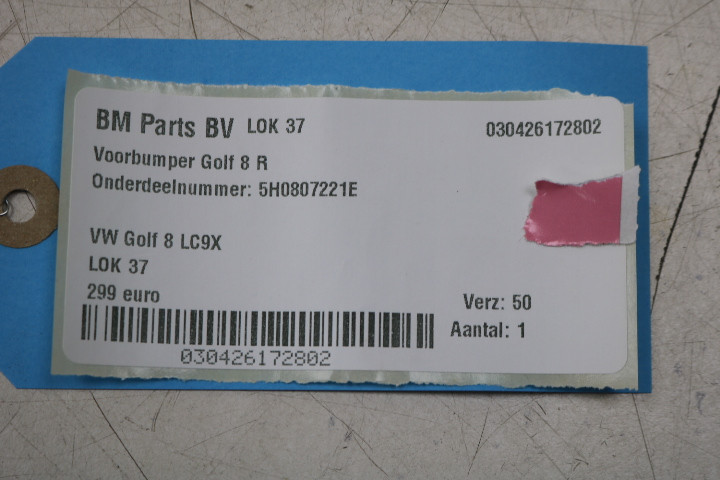 BM Parts BV LOK 37 030426172802
Voorbumper Golf 8 R
Onderdeelnummer: 5H0807221E
VW Golf 8 LC9X
LOK 37
299 euro
Verz: 50
Aantal: 1
030426172802